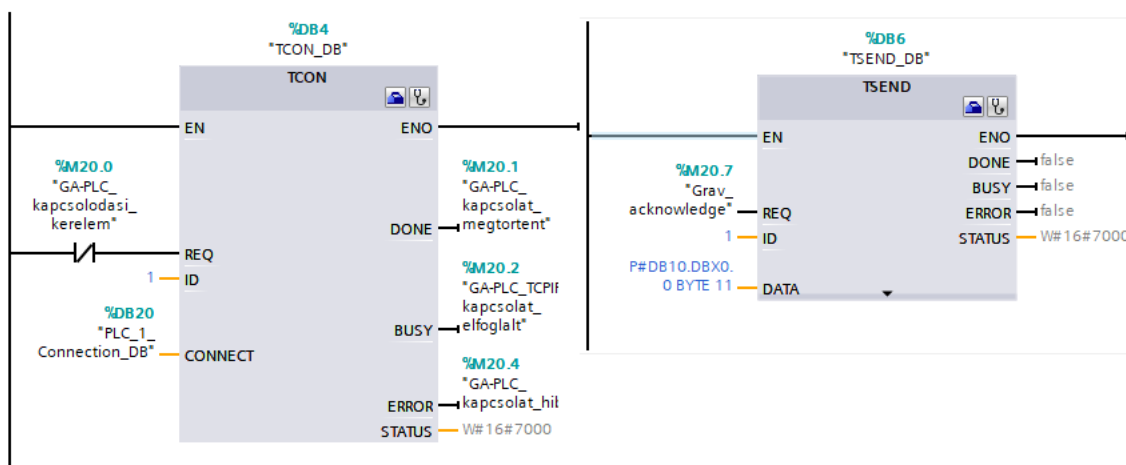 %DB4
"TCON_DB"
TCON
EN
ENO
%M20.0
"GA-PLC_
kapcsolodasi_
kerelem"
REQ
1
ID
%DB20
"PLC_1_
Connection_DB"
CONNECT
%M20.1
"GA-PLC_
kapcsolat_
megtortent"
DONE
%M20.2
"GA-PLC_TCPIP
kapcsolat_
elfoglalt"
BUSY
%M20.4
"GA-PLC_
kapcsolat_hib
ERROR
STATUS
W#16#7000
%DB6
"TSEND_DB"
TSEND
EN
ENO
%M20.7
"Grav_
acknowledge"
REQ
1
ID
P#DB10.DBX0.
0 BYTE 11
DATA
DONE
false
BUSY
false
ERROR
false
STATUS
W#16#7000